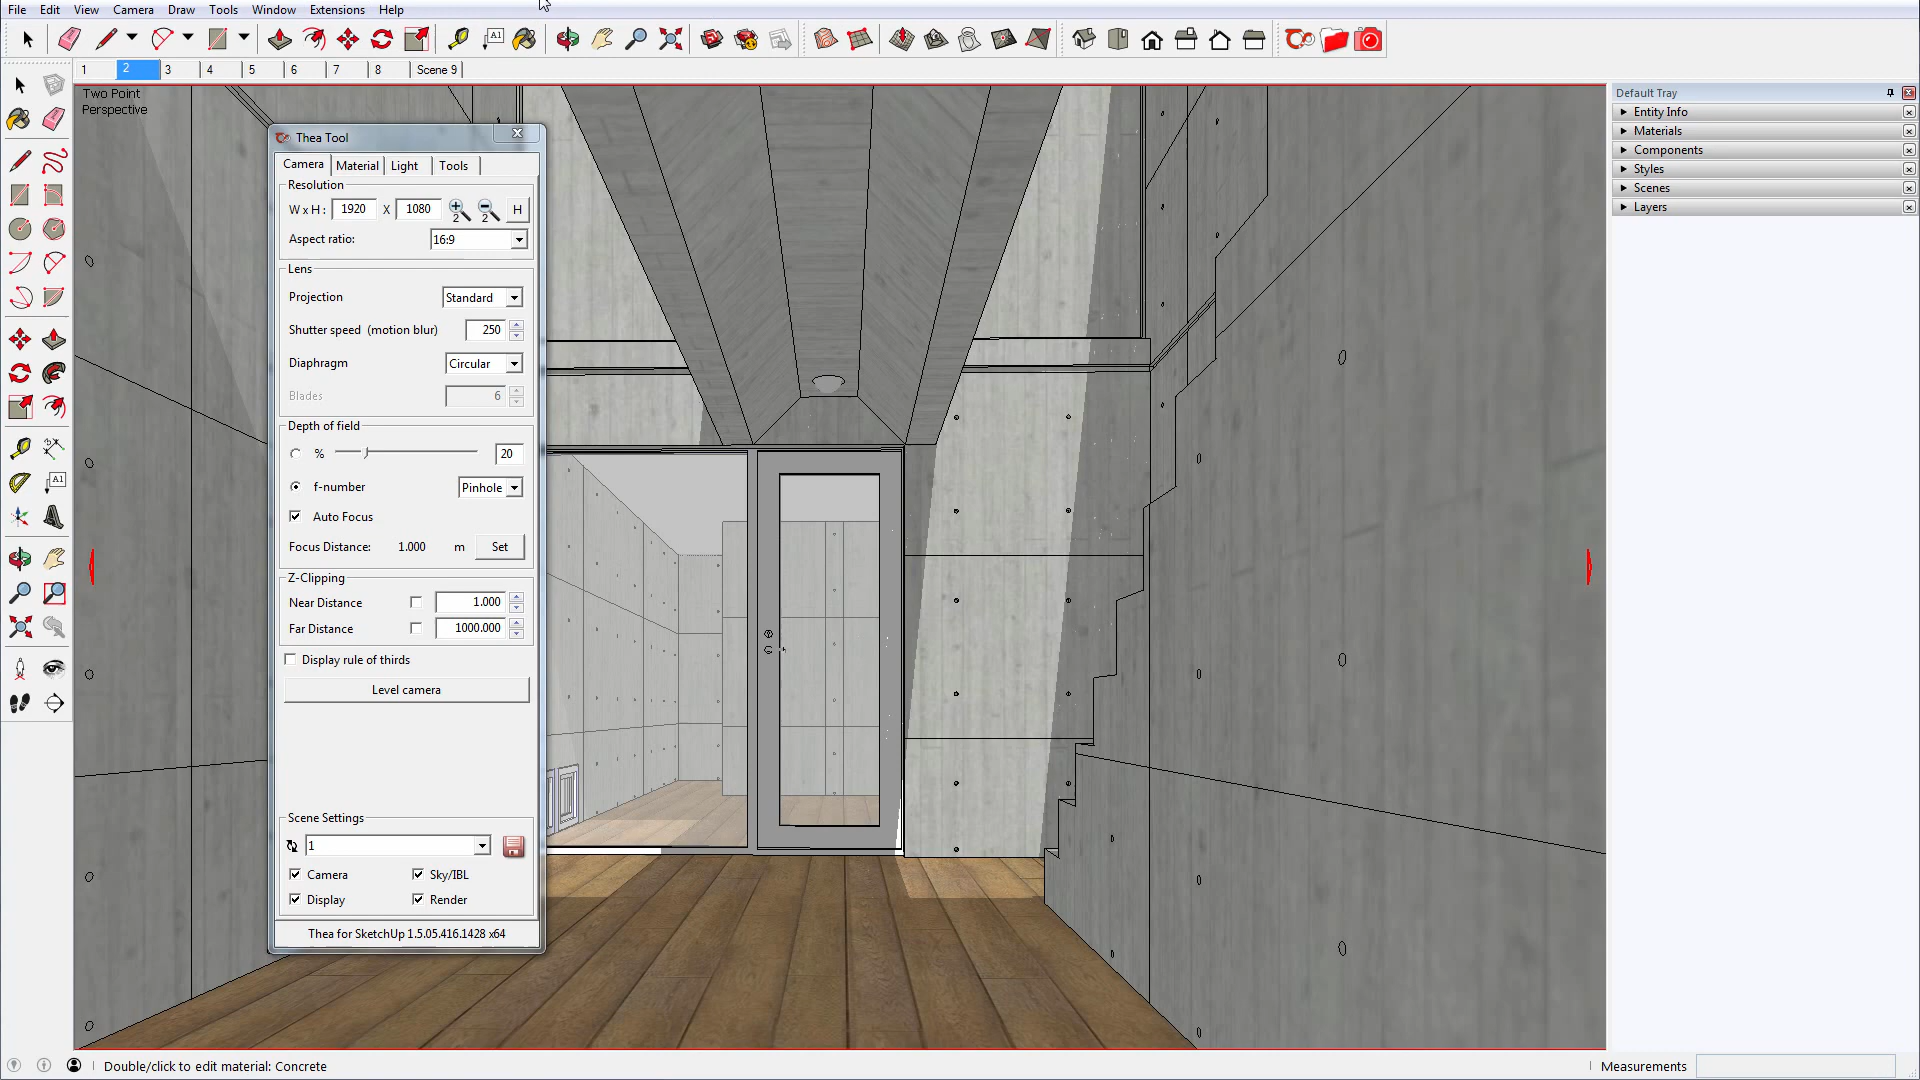 File Edit View Camera Draw Tools Window Extensions Help
A1
1 2 3 4 5 6 7 8 Scene 9
Two Point
Perspective
Default Tray
Entity Info
Materials
Components
Styles
Scenes
Layers
Thea Tool
Camera Material Light Tools
Resolution
W x H : 1920 X 1080 2 2 H
Aspect ratio: 16:9
Lens
Projection Standard
Shutter speed (motion blur) 250
Diaphragm Circular
Blades 6
Depth of field
% 20
f-number Pinhole
Auto Focus
Focus Distance: 1.000 m Set
Z-Clipping
Near Distance 1.000
Far Distance 1000.000
Display rule of thirds
Level camera
Scene Settings
1
Camera Sky/IBL
Display Render
Thea for SketchUp 1.5.05.416.1428 x64
A1
Double/click to edit material: Concrete
Measurements